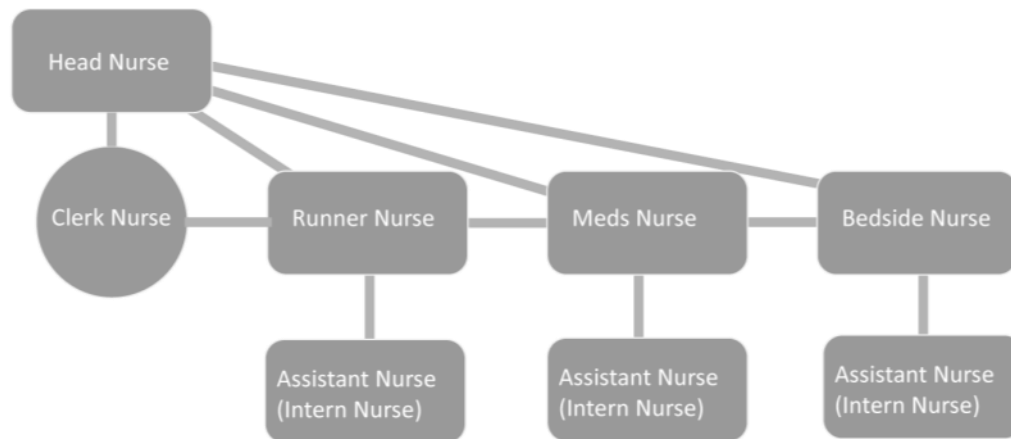 Head Nurse
Clerk Nurse
Runner Nurse
Meds Nurse
Bedside Nurse
Assistant Nurse
(Intern Nurse)
Assistant Nurse
(Intern Nurse)
Assistant Nurse
(Intern Nurse)